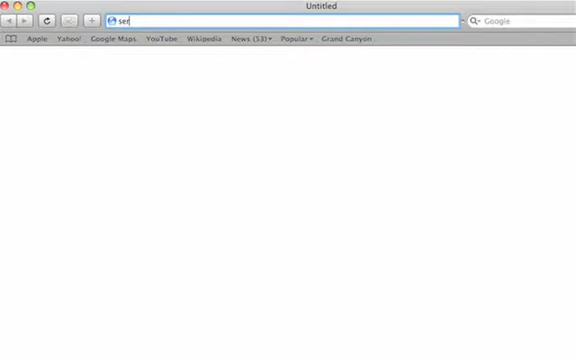 Untitled
ser
Google
Apple Yahoo! Google Maps YouTube Wikipedia News (53) Popular Grand Canyon